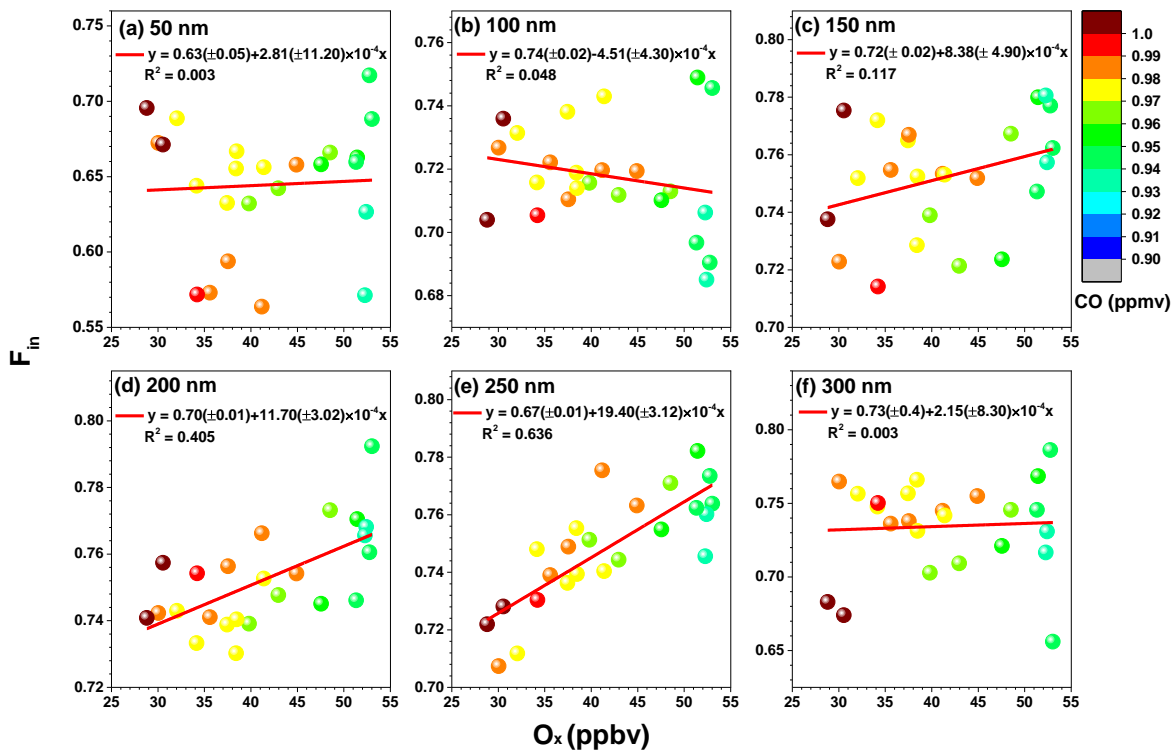 (a) 50 nm
y = 0.63(±0.05)+2.81(±11.20)×10⁻⁴x
R² = 0.003
0.75
0.70
0.65
0.60
0.55
25 30 35 40 45 50 55
(b) 100 nm
y = 0.74(±0.02)-4.51(±4.30)×10⁻⁴x
R² = 0.048
0.76
0.74
0.72
0.70
0.68
25 30 35 40 45 50 55
(c) 150 nm
y = 0.72(± 0.02)+8.38(± 4.90)×10⁻⁴x
R² = 0.117
0.80
0.78
0.76
0.74
0.72
0.70
25 30 35 40 45 50 55
1.0
0.99
0.98
0.97
0.96
0.95
0.94
0.93
0.92
0.91
0.90
CO (ppmv)
F_in
(d) 200 nm
y = 0.70(±0.01)+11.70(±3.02)×10⁻⁴x
R² = 0.405
0.80
0.78
0.76
0.74
0.72
25 30 35 40 45 50 55
(e) 250 nm
y = 0.67(±0.01)+19.40(±3.12)×10⁻⁴x
R² = 0.636
0.80
0.78
0.76
0.74
0.72
0.70
25 30 35 40 45 50 55
(f) 300 nm
y = 0.73(±0.4)+2.15(±8.30)×10⁻⁴x
R² = 0.003
0.80
0.75
0.70
0.65
25 30 35 40 45 50 55
Oₓ (ppbv)